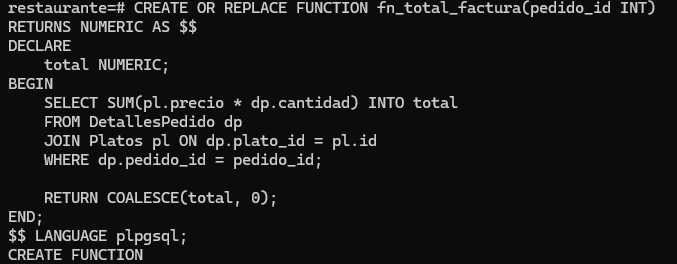 restaurante=# CREATE OR REPLACE FUNCTION fn_total_factura(pedido_id INT)
RETURNS NUMERIC AS $$
DECLARE
    total NUMERIC;
BEGIN
    SELECT SUM(pl.precio * dp.cantidad) INTO total
    FROM DetallesPedido dp
    JOIN Platos pl ON dp.plato_id = pl.id
    WHERE dp.pedido_id = pedido_id;

    RETURN COALESCE(total, 0);
END;
$$ LANGUAGE plpgsql;
CREATE FUNCTION